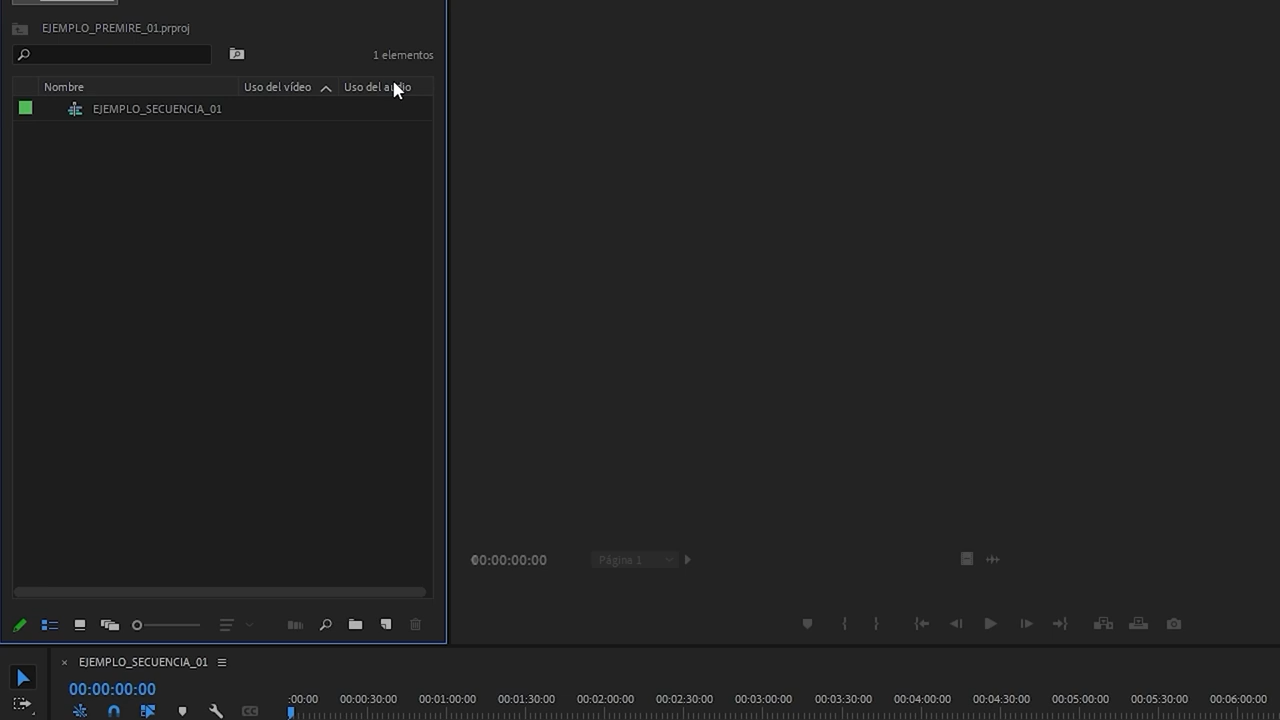 EJEMPLO_PREMIRE_01.prproj
1 elementos
Nombre Uso del vídeo Uso del audio
EJEMPLO_SECUENCIA_01
00:00:00:00 Página 1
EJEMPLO_SECUENCIA_01
00:00:00:00
:00:00 00:00:30:00 00:01:00:00 00:01:30:00 00:02:00:00 00:02:30:00 00:03:00:00 00:03:30:00 00:04:00:00 00:04:30:00 00:05:00:00 00:05:30:00 00:06:00:00